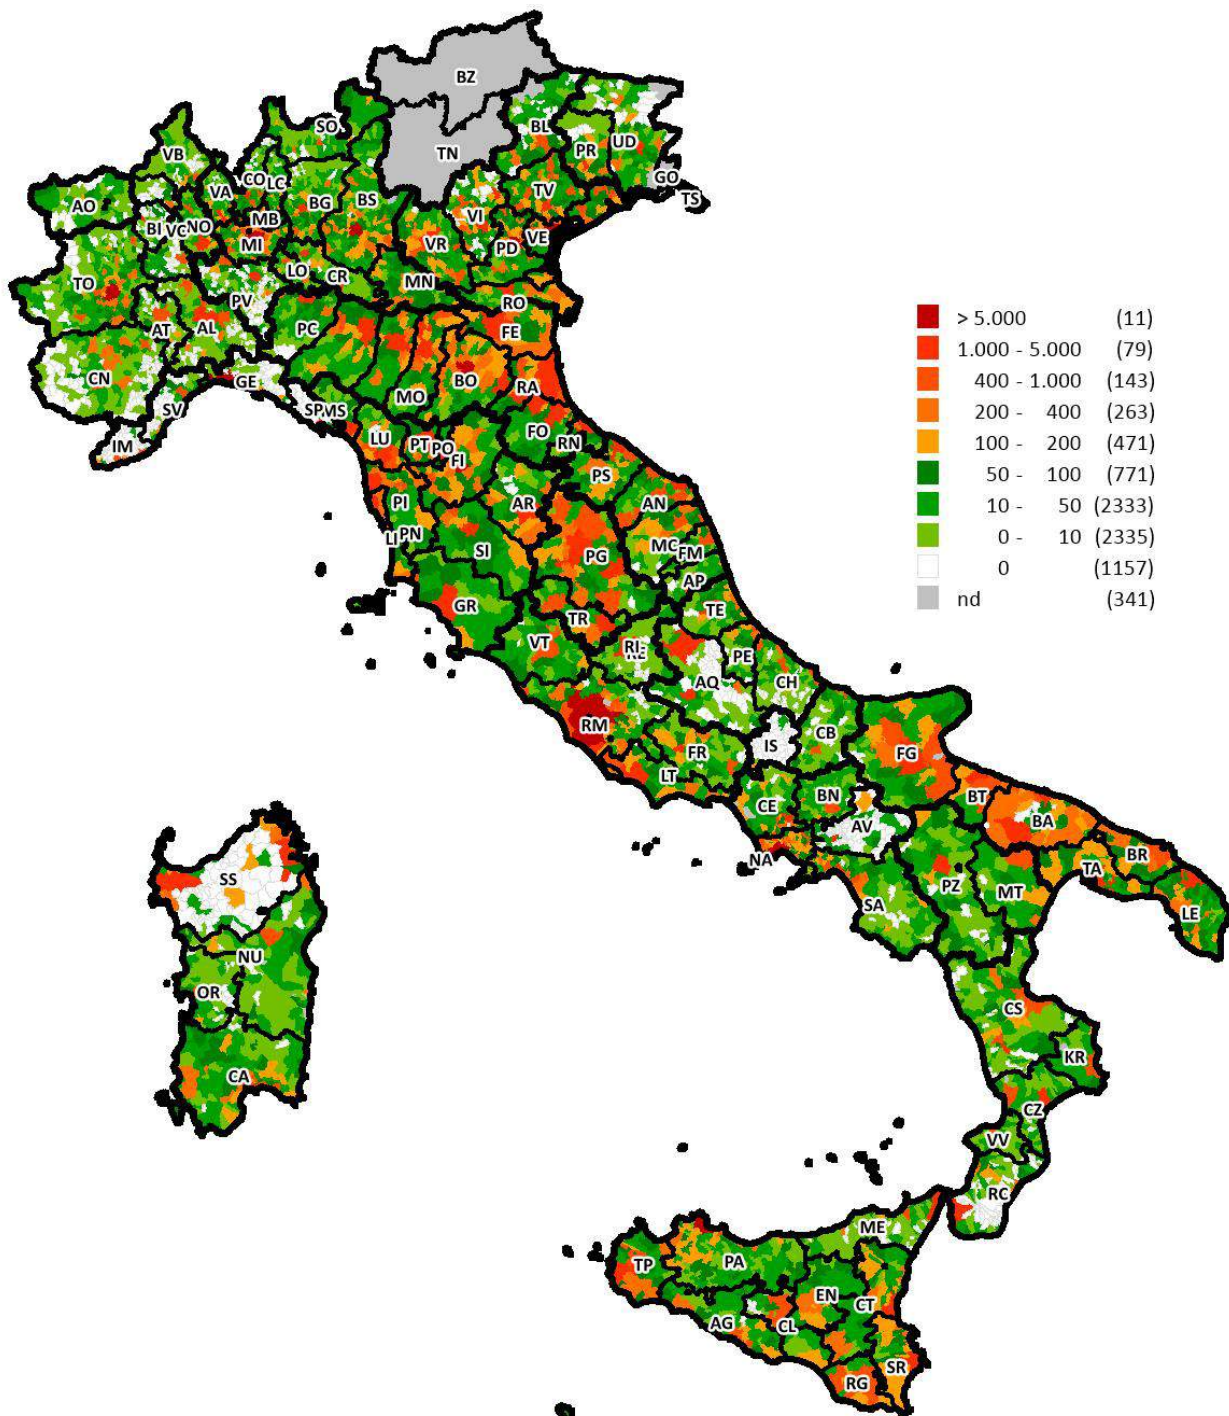 BZ
SO
BL
PR
UD
TN
VB
GO
TS
CO
LC
VA
BG
BS
TV
AO
BI
VC
NO
MB
MI
VI
VR
PD
VE
TO
LO
CR
MN
PV
RO
AT
AL
PC
FE
CN
GE
BO
RA
MO
SV
SP
MS
FO
RN
IM
LU
PT
PO
FI
PS
PI
AR
AN
LI
PN
SI
MC
FM
PG
AP
GR
TE
TR
VT
RI
PE
AQ
CH
RM
CB
IS
FR
FG
LT
CE
BN
BT
AV
BA
NA
BR
TA
SS
PZ
MT
SA
LE
NU
OR
CS
CA
KR
CZ
VV
RC
ME
TP
PA
EN
CT
AG
CL
SR
RG
> 5.000 (11)
1.000 - 5.000 (79)
400 - 1.000 (143)
200 - 400 (263)
100 - 200 (471)
50 - 100 (771)
10 - 50 (2333)
0 - 10 (2335)
0 (1157)
nd (341)